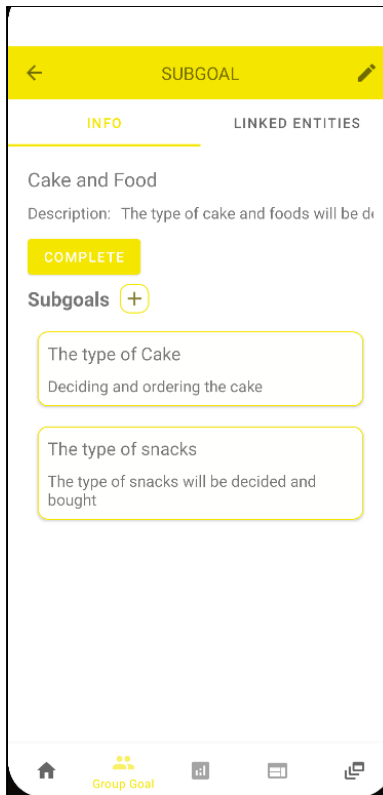 SUBGOAL
INFO
LINKED ENTITIES
Cake and Food
Description: The type of cake and foods will be
COMPLETE
Subgoals +
The type of Cake
Deciding and ordering the cake
The type of snacks
The type of snacks will be decided and
bought
Group Goal